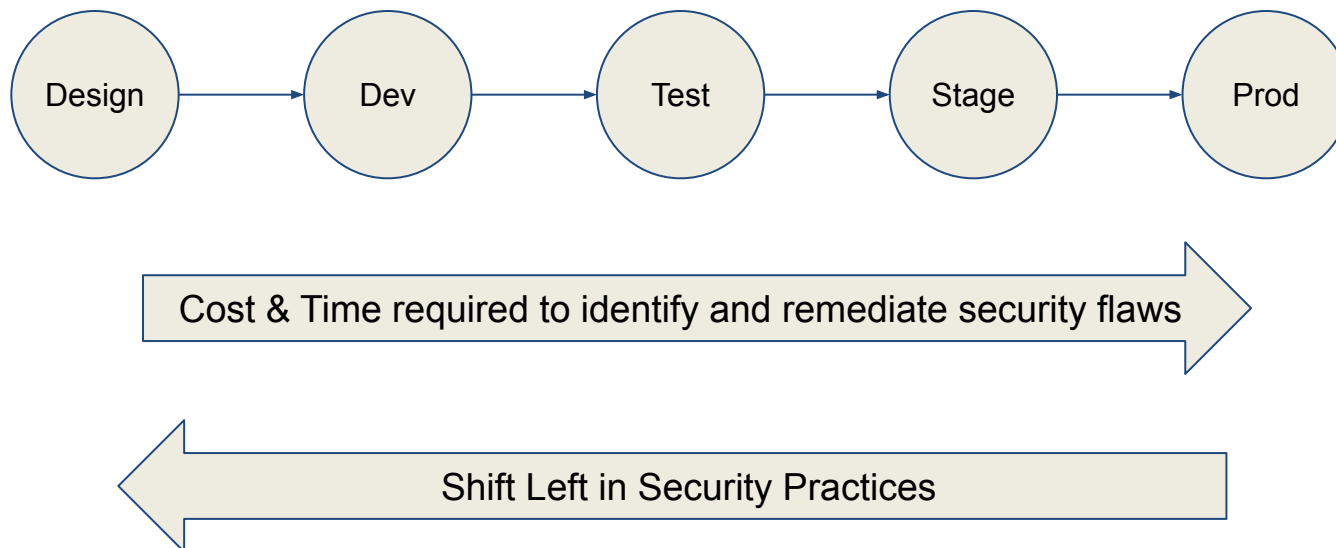 Design
Dev
Test
Stage
Prod
Cost & Time required to identify and remediate security flaws
Shift Left in Security Practices